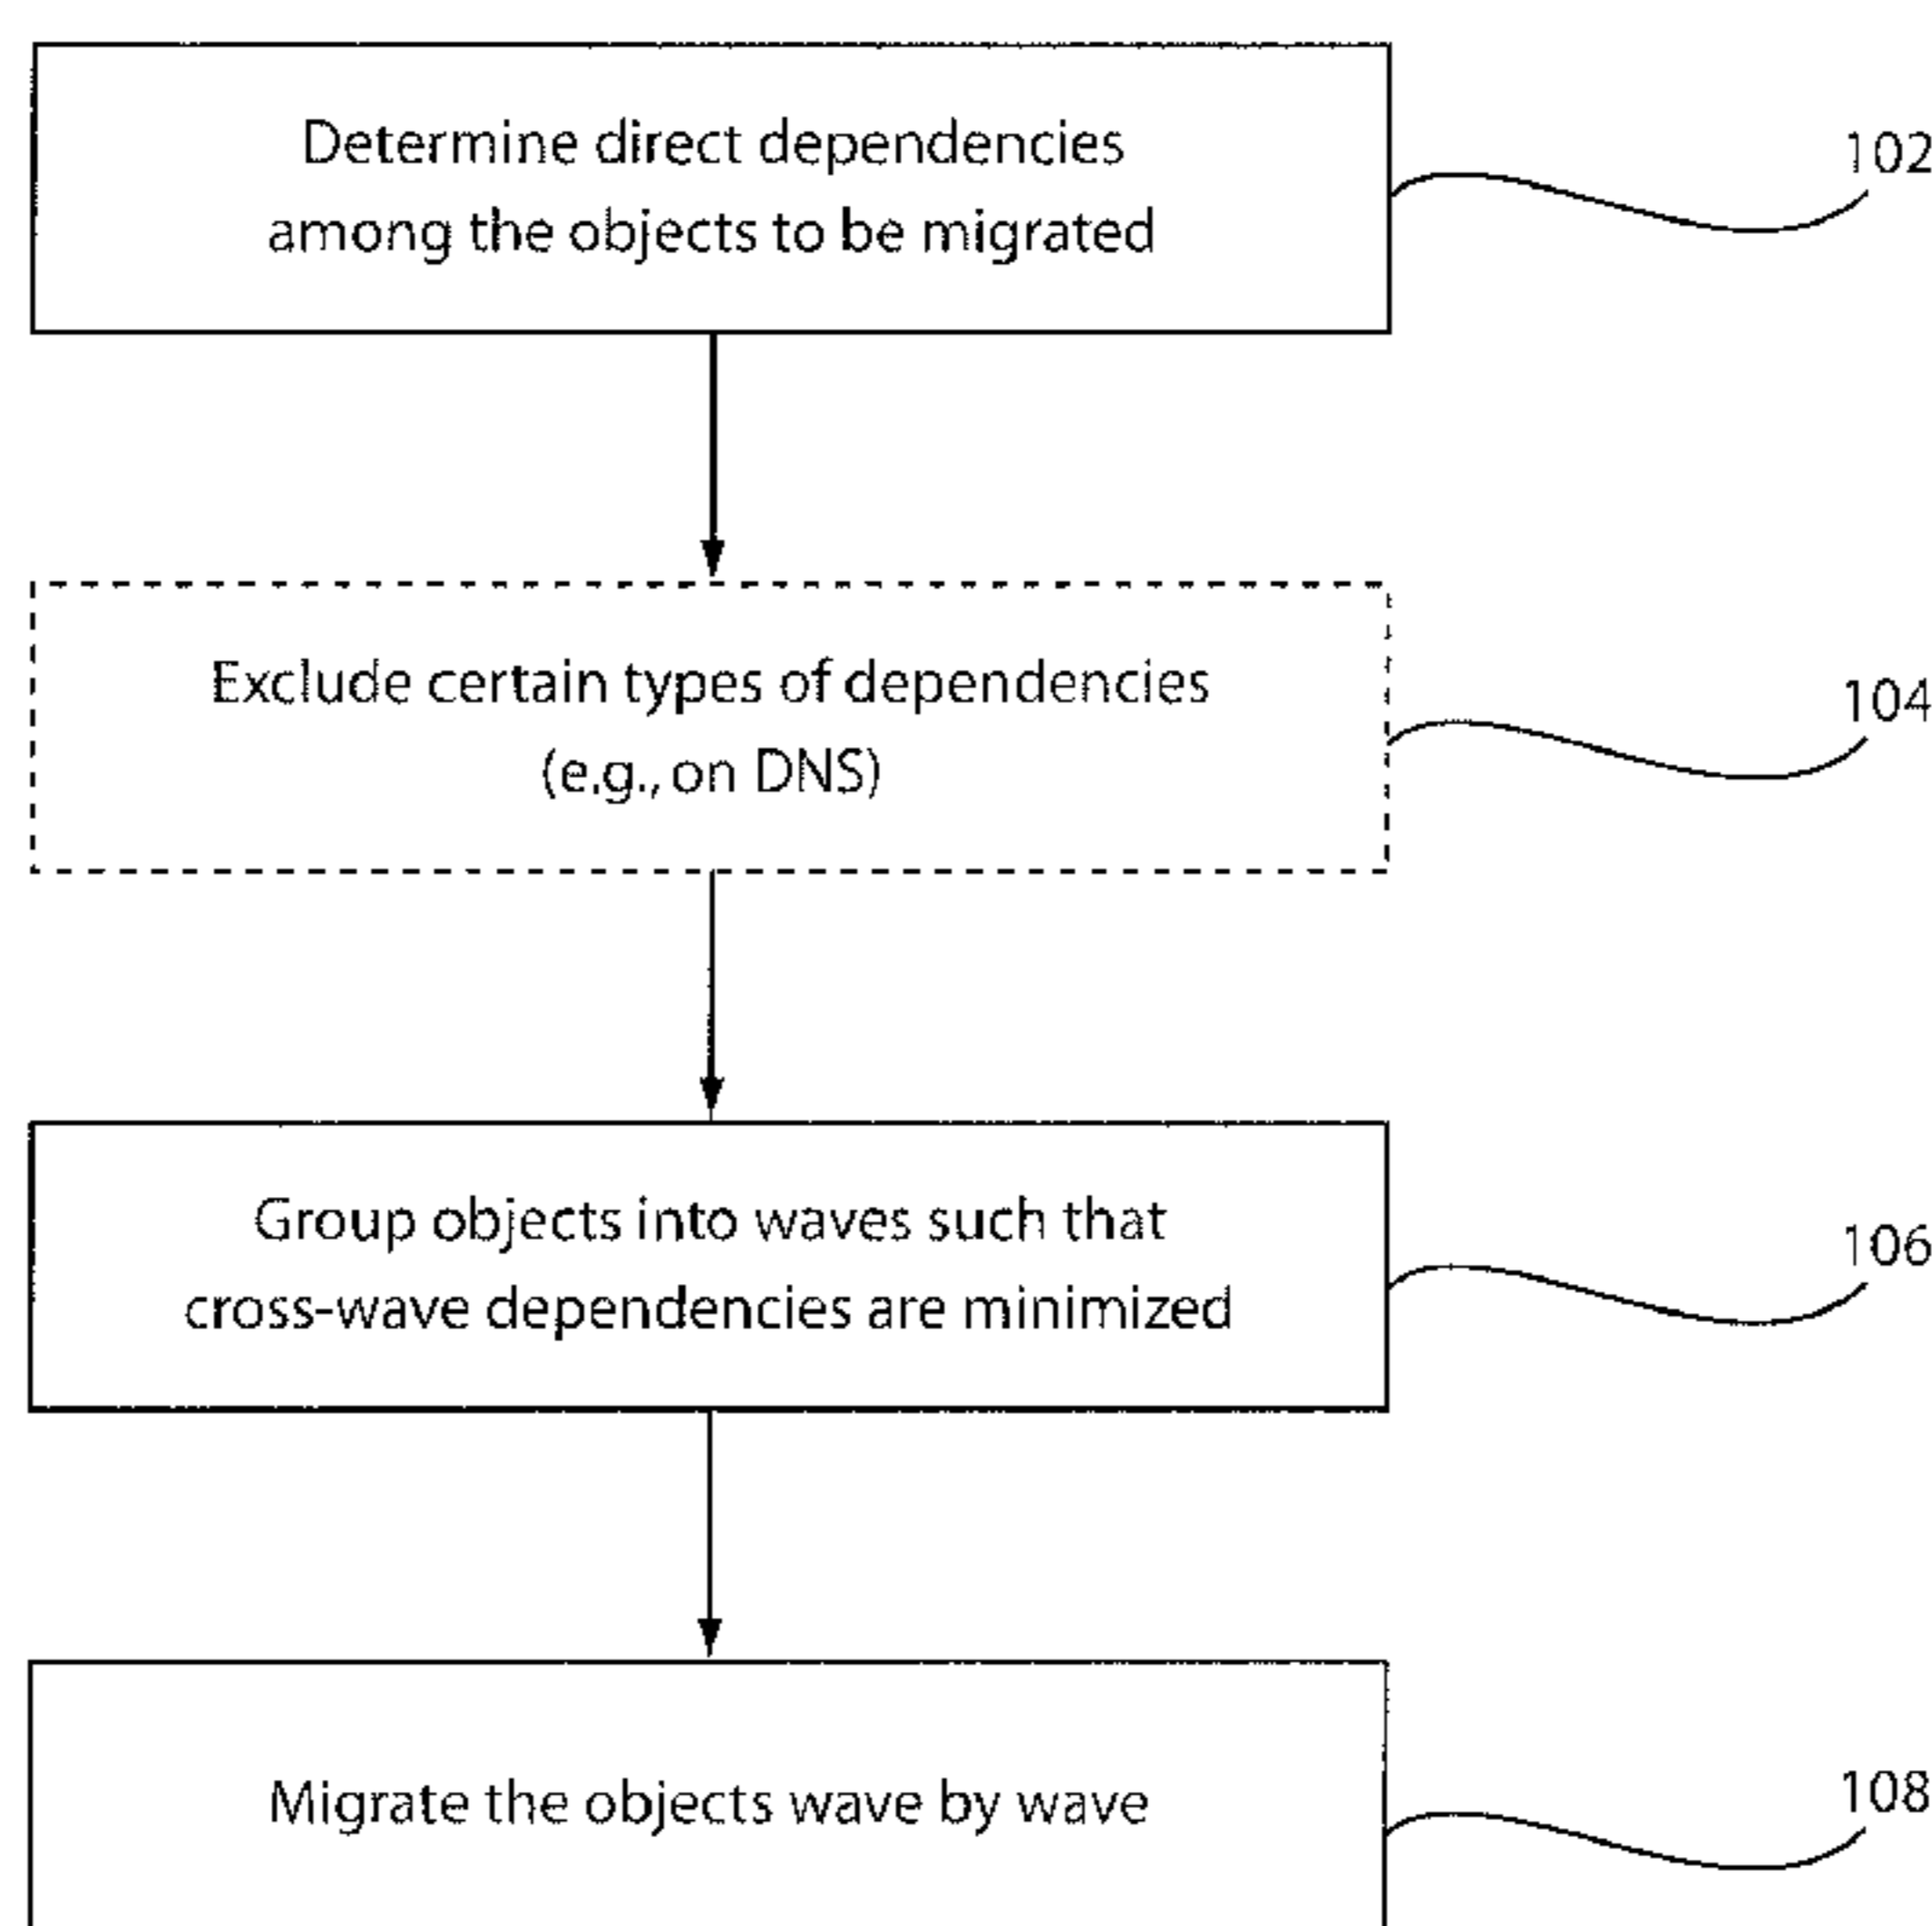 Determine direct dependencies
among the objects to be migrated
102
Exclude certain types of dependencies
(e.g., on DNS)
104
Group objects into waves such that
cross-wave dependencies are minimized
106
Migrate the objects wave by wave
108